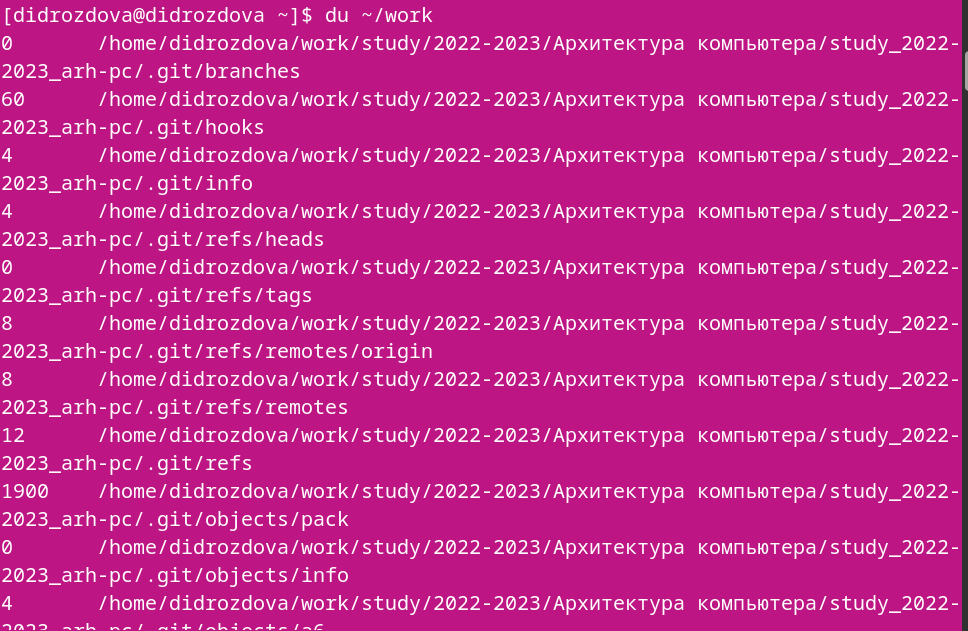 [didrozdova@didrozdova ~]$ du ~/work
0       /home/didrozdova/work/study/2022-2023/Архитектура компьютера/study_2022-
2023_arh-pc/.git/branches
60      /home/didrozdova/work/study/2022-2023/Архитектура компьютера/study_2022-
2023_arh-pc/.git/hooks
4       /home/didrozdova/work/study/2022-2023/Архитектура компьютера/study_2022-
2023_arh-pc/.git/info
4       /home/didrozdova/work/study/2022-2023/Архитектура компьютера/study_2022-
2023_arh-pc/.git/refs/heads
0       /home/didrozdova/work/study/2022-2023/Архитектура компьютера/study_2022-
2023_arh-pc/.git/refs/tags
8       /home/didrozdova/work/study/2022-2023/Архитектура компьютера/study_2022-
2023_arh-pc/.git/refs/remotes/origin
8       /home/didrozdova/work/study/2022-2023/Архитектура компьютера/study_2022-
2023_arh-pc/.git/refs/remotes
12      /home/didrozdova/work/study/2022-2023/Архитектура компьютера/study_2022-
2023_arh-pc/.git/refs
1900    /home/didrozdova/work/study/2022-2023/Архитектура компьютера/study_2022-
2023_arh-pc/.git/objects/pack
0       /home/didrozdova/work/study/2022-2023/Архитектура компьютера/study_2022-
2023_arh-pc/.git/objects/info
4       /home/didrozdova/work/study/2022-2023/Архитектура компьютера/study_2022-